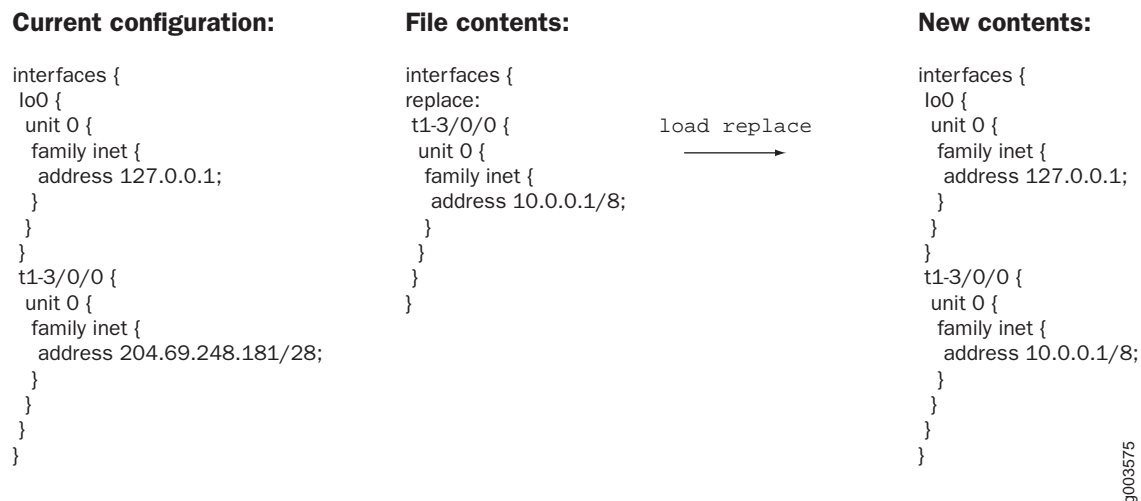 Current configuration:
interfaces {
lo0 {
unit 0 {
family inet {
address 127.0.0.1;
}
}
}
t1-3/0/0 {
unit 0 {
family inet {
address 204.69.248.181/28;
}
}
}
}
File contents:
interfaces {
replace:
t1-3/0/0 {
unit 0 {
family inet {
address 10.0.0.1/8;
}
}
}
}
load replace
New contents:
interfaces {
lo0 {
unit 0 {
family inet {
address 127.0.0.1;
}
}
}
t1-3/0/0 {
unit 0 {
family inet {
address 10.0.0.1/8;
}
}
}
}
g003575